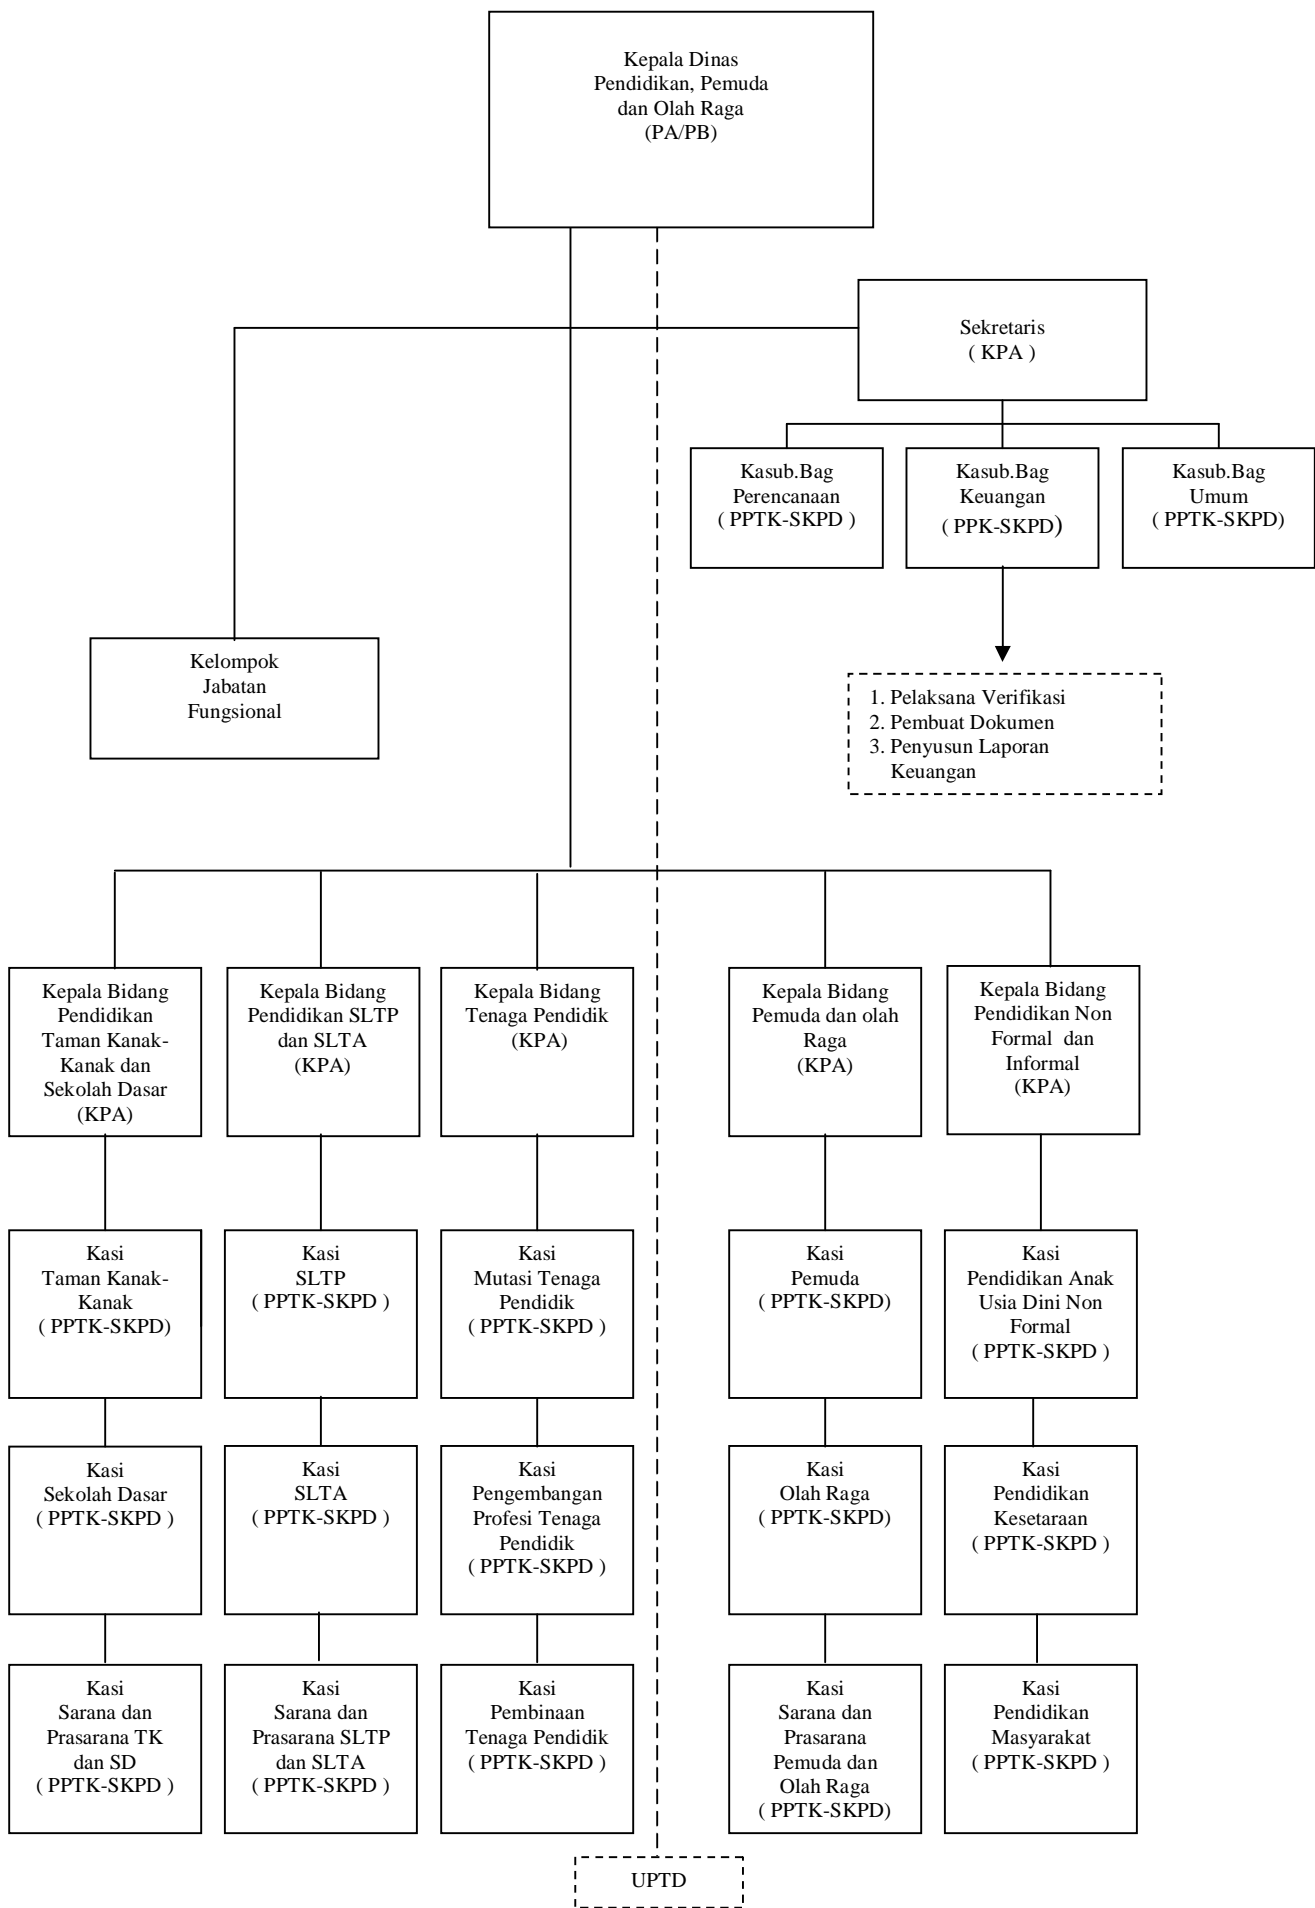 Kepala Dinas
Pendidikan, Pemuda
dan Olah Raga
(PA/PB)
Sekretaris
( KPA )
Kasub.Bag
Perencanaan
( PPTK-SKPD )
Kasub.Bag
Keuangan
( PPK-SKPD)
Kasub.Bag
Umum
( PPTK-SKPD)
Kelompok
Jabatan
Fungsional
1. Pelaksana Verifikasi
2. Pembuat Dokumen
3. Penyusun Laporan
Keuangan
Kepala Bidang
Pendidikan
Taman Kanak-
Kanak dan
Sekolah Dasar
(KPA)
Kepala Bidang
Pendidikan SLTP
dan SLTA
(KPA)
Kepala Bidang
Tenaga Pendidik
(KPA)
Kepala Bidang
Pemuda dan olah
Raga
(KPA)
Kepala Bidang
Pendidikan Non
Formal dan
Informal
(KPA)
Kasi
Taman Kanak-
Kanak
( PPTK-SKPD)
Kasi
SLTP
( PPTK-SKPD )
Kasi
Mutasi Tenaga
Pendidik
( PPTK-SKPD )
Kasi
Pemuda
( PPTK-SKPD)
Kasi
Pendidikan Anak
Usia Dini Non
Formal
( PPTK-SKPD )
Kasi
Sekolah Dasar
( PPTK-SKPD )
Kasi
SLTA
( PPTK-SKPD )
Kasi
Pengembangan
Profesi Tenaga
Pendidik
( PPTK-SKPD )
Kasi
Olah Raga
( PPTK-SKPD)
Kasi
Pendidikan
Kesetaraan
( PPTK-SKPD )
Kasi
Sarana dan
Prasarana TK
dan SD
( PPTK-SKPD )
Kasi
Sarana dan
Prasarana SLTP
dan SLTA
( PPTK-SKPD )
Kasi
Pembinaan
Tenaga Pendidik
( PPTK-SKPD )
Kasi
Sarana dan
Prasarana
Pemuda dan
Olah Raga
( PPTK-SKPD)
Kasi
Pendidikan
Masyarakat
( PPTK-SKPD )
UPTD